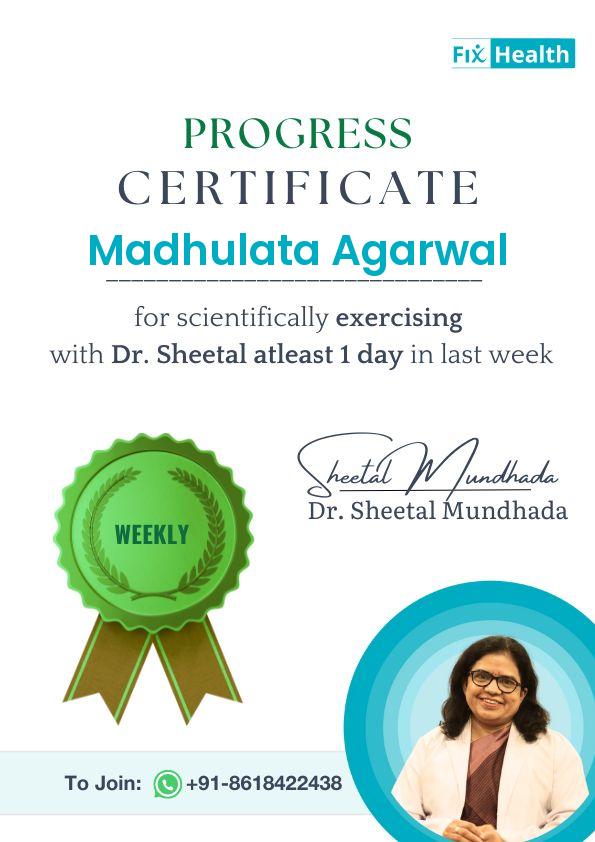 Fix Health
PROGRESS
CERTIFICATE
Madhulata Agarwal
for scientifically exercising
with Dr. Sheetal atleast 1 day in last week
WEEKLY
Sheetal Mundhada
Dr. Sheetal Mundhada
To Join: +91-8618422438